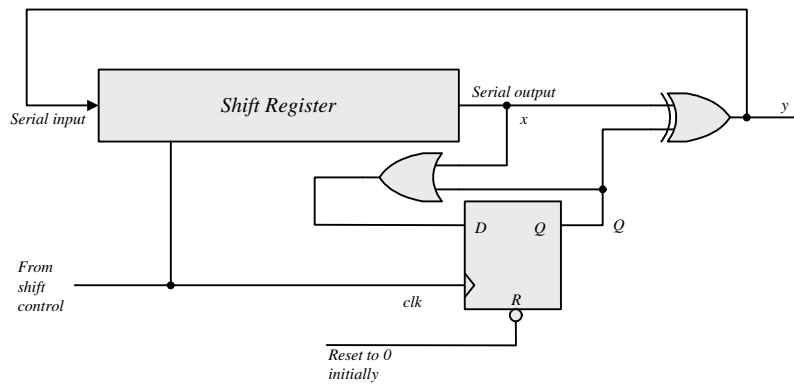 Shift Register
Serial output
y
Serial input
x
D
Q
Q
From
shift
control
clk
R
Reset to 0
initially